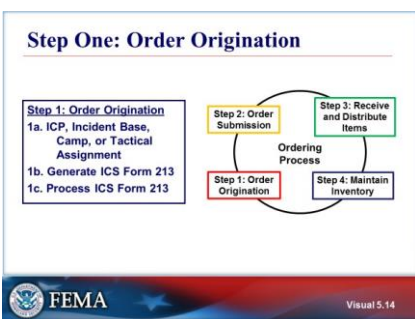 Step One: Order Origination
Step 1: Order Origination
1a. ICP, Incident Base,
Camp, or Tactical
Assignment
1b. Generate ICS Form 213
1c. Process ICS Form 213
Step 2: Order
Submission
Step 3: Receive
and Distribute
Items
Ordering
Process
Step 1: Order
Origination
Step 4: Maintain
Inventory
FEMA
Visual 5.14